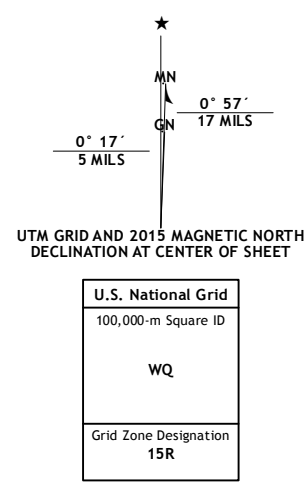 ★
MN
0° 57´
17 MILS
GN
0° 17´
5 MILS
UTM GRID AND 2015 MAGNETIC NORTH
DECLINATION AT CENTER OF SHEET
U.S. National Grid
100,000-m Square ID
WQ
Grid Zone Designation
15R